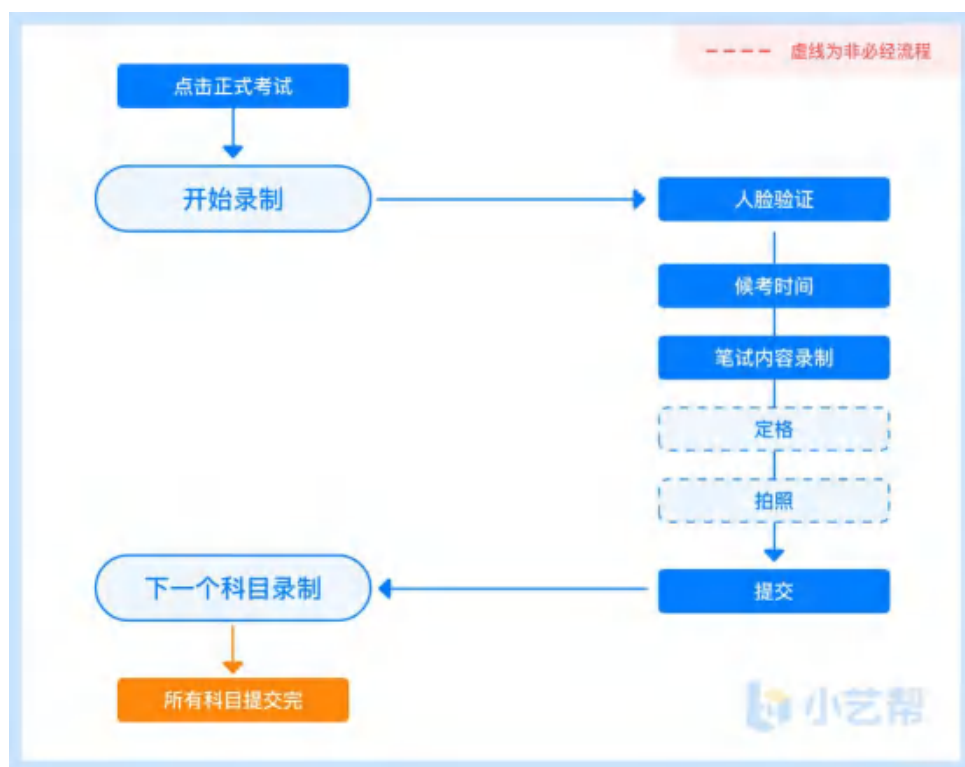 虚线为非必经流程
点击正式考试
开始录制
人脸验证
候考时间
笔试内容录制
定格
拍照
提交
下一个科目录制
所有科目提交完
小艺帮